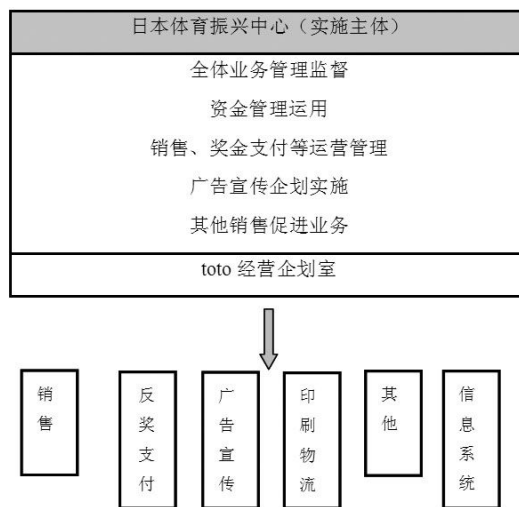 日本体育振兴中心（实施主体）
全体业务管理监督
资金管理运用
销售、奖金支付等运营管理
广告宣传企划实施
其他销售促进业务
toto 经营企划室
销售
反奖支付
广告宣传
印刷物流
其他
信息系统